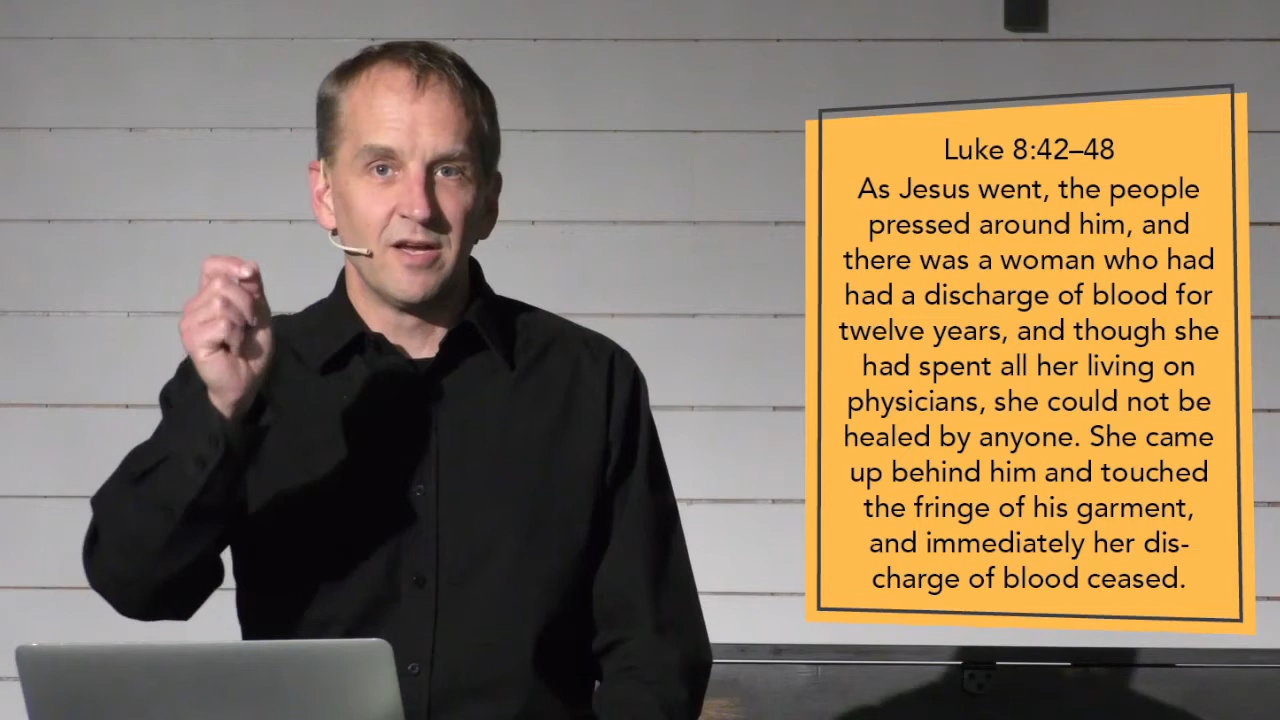 Luke 8:42–48
As Jesus went, the people
pressed around him, and
there was a woman who had
had a discharge of blood for
twelve years, and though she
had spent all her living on
physicians, she could not be
healed by anyone. She came
up behind him and touched
the fringe of his garment,
and immediately her dis-
charge of blood ceased.